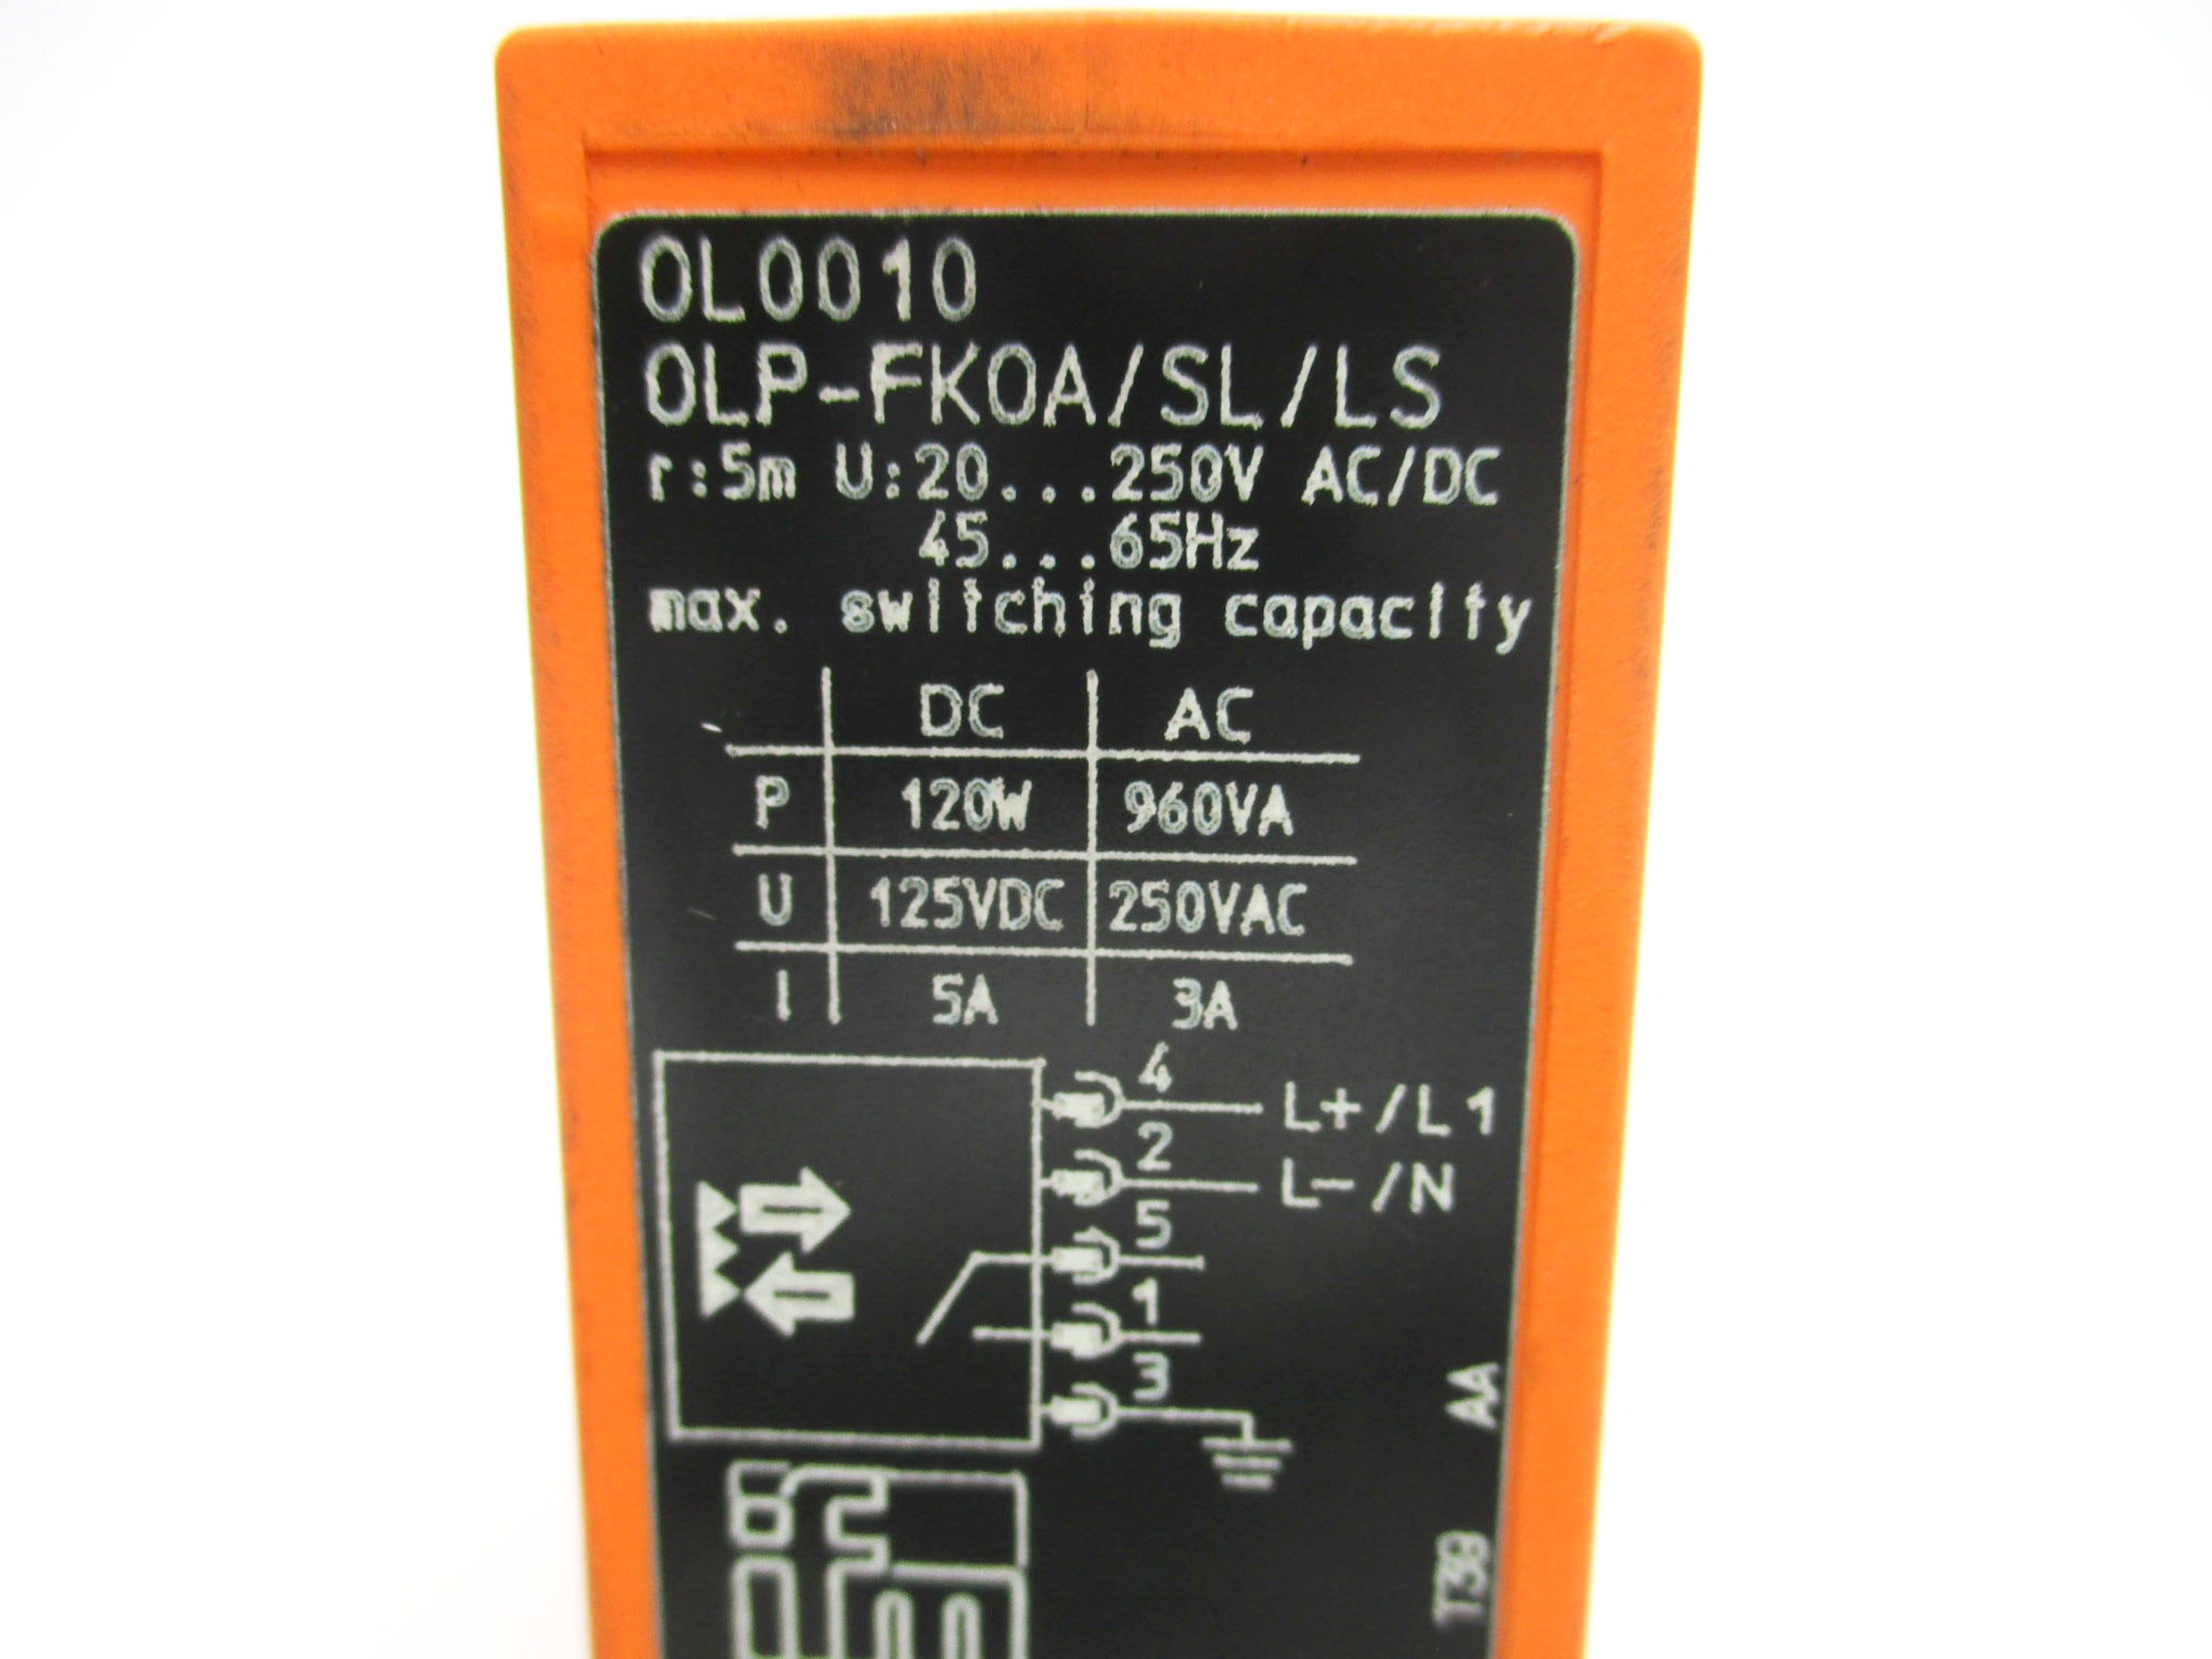 OL0010
OLP-FKOA/SL/LS
r:5m U:20...250V AC/DC
45...65Hz
max. switching capacity
DC AC
P 120W 960VA
U 125VDC 250VAC
I 5A 3A
4 L+/L1
2 L-/N
5
1
3
AA
T39